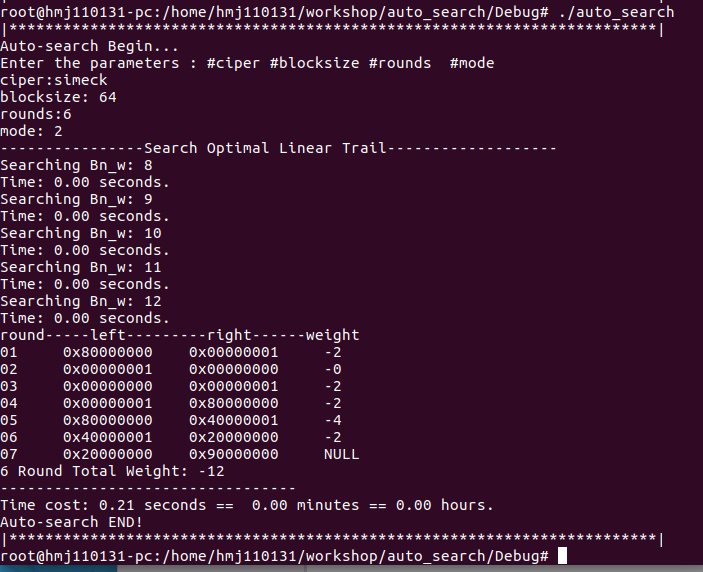 root@hmj110131-pc:/home/hmj110131/workshop/auto_search/Debug# ./auto_search
|************************************************************************|
Auto-search Begin...
Enter the parameters : #ciper #blocksize #rounds  #mode
ciper:simeck
blocksize: 64
rounds:6
mode: 2
----------------Search Optimal Linear Trail-------------------
Searching Bn_w: 8
Time: 0.00 seconds.
Searching Bn_w: 9
Time: 0.00 seconds.
Searching Bn_w: 10
Time: 0.00 seconds.
Searching Bn_w: 11
Time: 0.00 seconds.
Searching Bn_w: 12
Time: 0.00 seconds.
round-----left---------right------weight
01     0x80000000    0x00000001     -2
02     0x00000001    0x00000000     -0
03     0x00000000    0x00000001     -2
04     0x00000001    0x80000000     -2
05     0x80000000    0x40000001     -4
06     0x40000001    0x20000000     -2
07     0x20000000    0x90000000     NULL
6 Round Total Weight: -12
---------------------------------
Time cost: 0.21 seconds ==  0.00 minutes == 0.00 hours.
Auto-search END!
|************************************************************************|
root@hmj110131-pc:/home/hmj110131/workshop/auto_search/Debug#